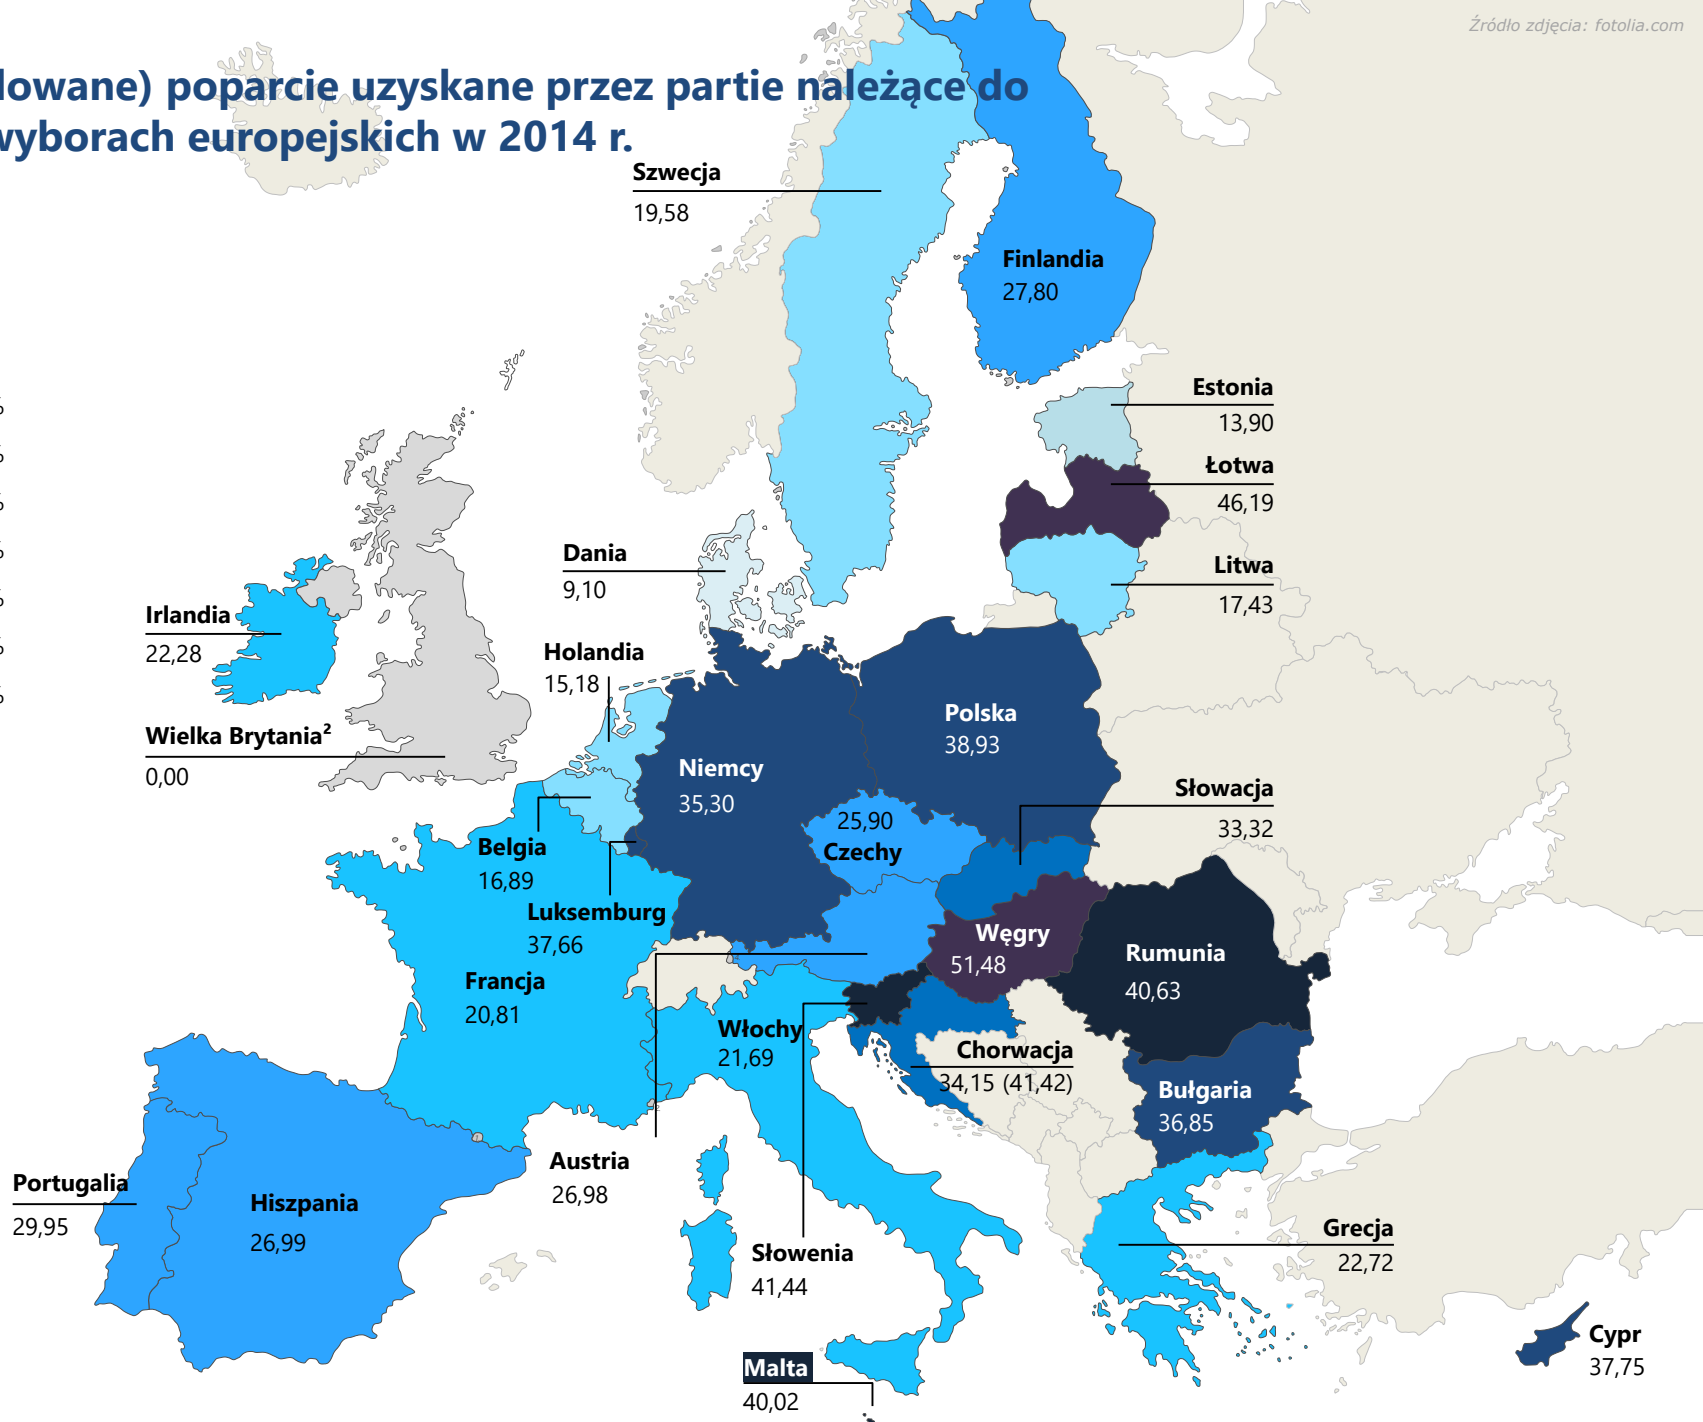 Źródło zdjęcia: fotolia.com
poparcie uzyskane przez partie należące do
europejskich w 2014 r.
Szwecja
19,58
Finlandia
27,80
Estonia
13,90
Łotwa
46,19
Dania
9,10
Litwa
17,43
Irlandia
22,28
Holandia
15,18
Polska
38,93
Wielka Brytania²
0,00
Niemcy
35,30
Słowacja
33,32
25,90
Czechy
Belgia
16,89
Luksemburg
37,66
Węgry
51,48
Rumunia
40,63
Francja
20,81
Włochy
21,69
Chorwacja
34,15 (41,42)
Bułgaria
36,85
Austria
26,98
Portugalia
29,95
Hiszpania
26,99
Słowenia
41,44
Grecja
22,72
Cypr
37,75
Malta
40,02